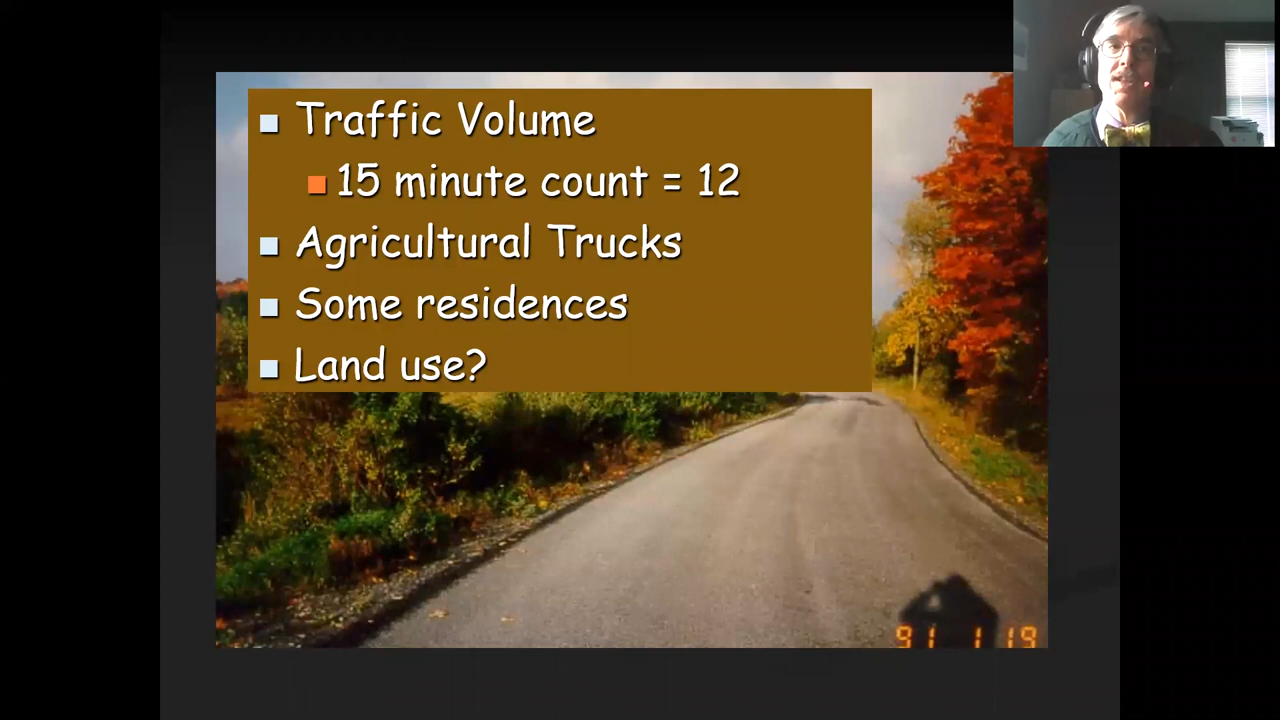 Traffic Volume
15 minute count = 12
Agricultural Trucks
Some residences
Land use?
91 1 19